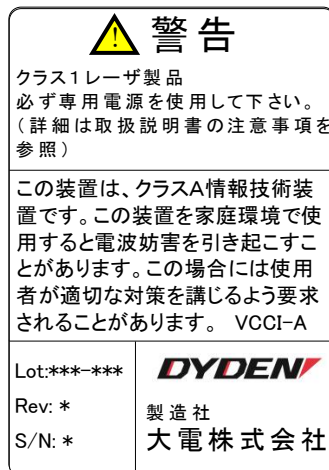 警告
クラス1レーザ製品
必ず専用電源を使用して下さい。
(詳細は取扱説明書の注意事項を
参照)
この装置は、クラスA情報技術装
置です。この装置を家庭環境で使
用すると電波妨害を引き起こすこ
とがあります。この場合には使用
者が適切な対策を講じるよう要求
されることがあります。 VCCI-A
Lot:***-***
Rev: *
S/N: *
DYDEN
製造社
大電株式会社